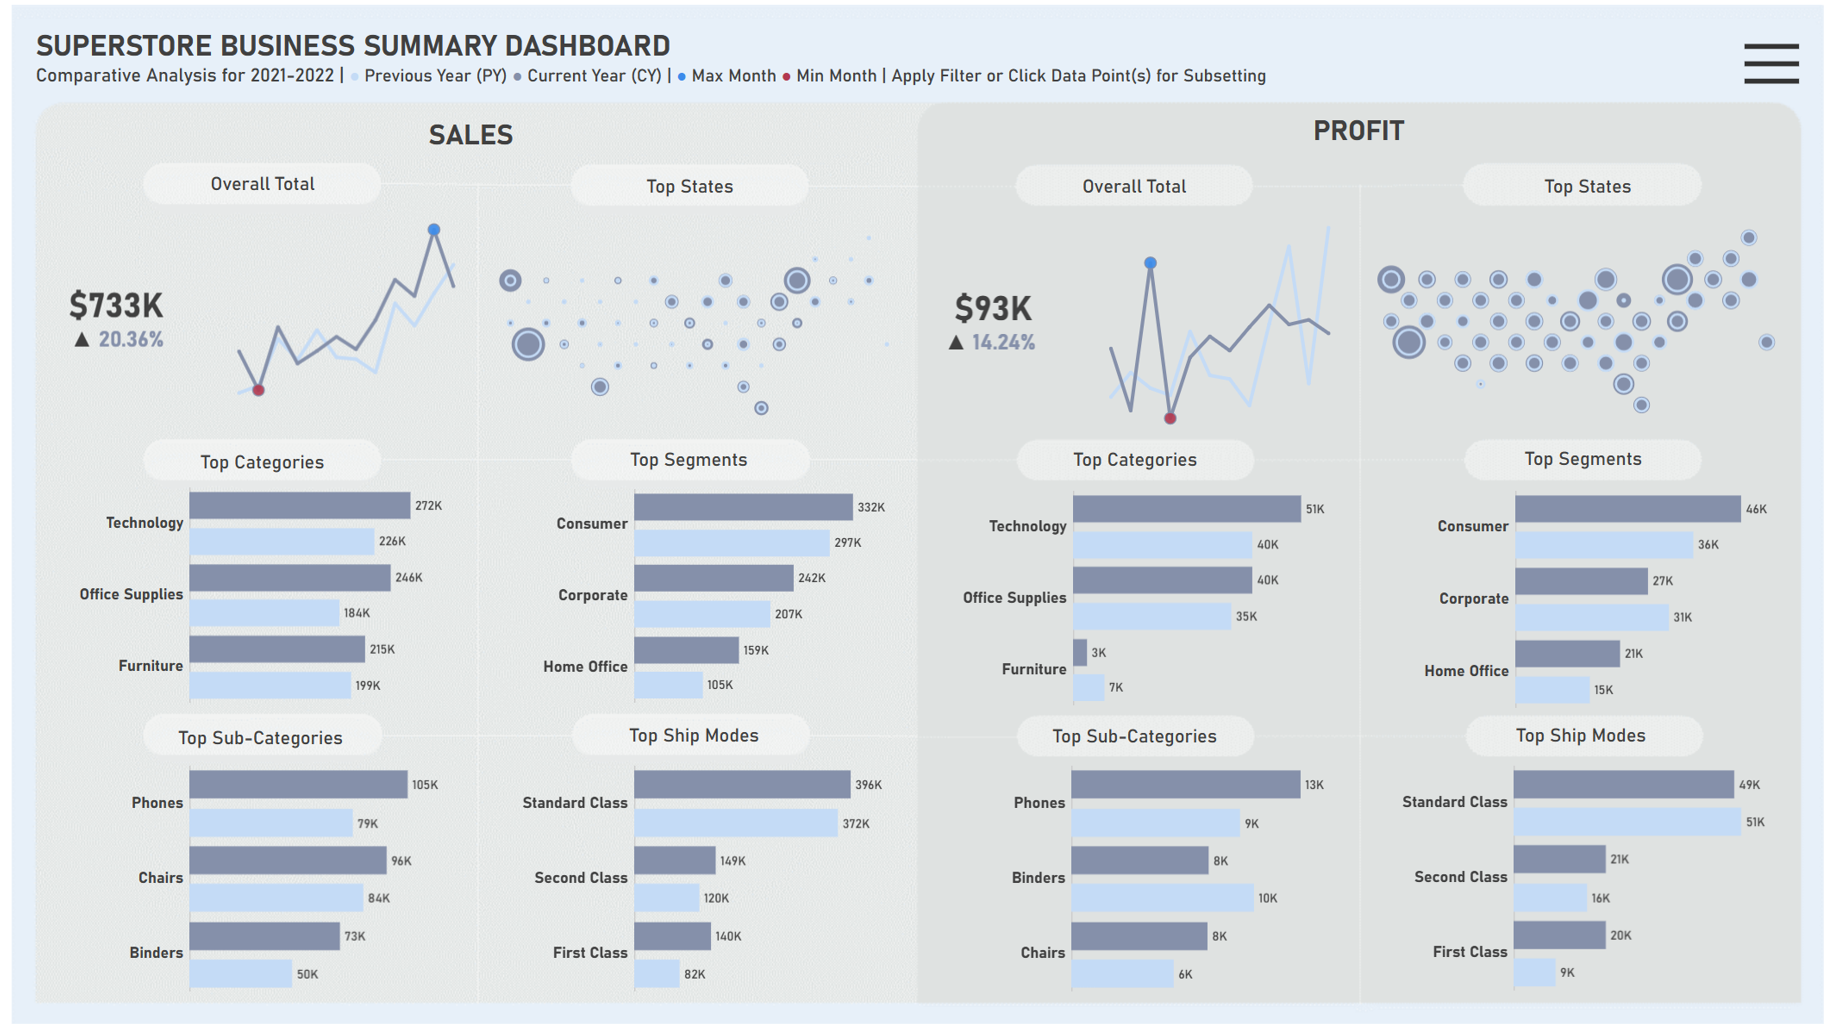 SUPERSTORE BUSINESS SUMMARY DASHBOARD
Comparative Analysis for 2021-2022 | Previous Year (PY) Current Year (CY) | Max Month Min Month | Apply Filter or Click Data Point(s) for Subsetting
SALES
Overall Total
Top States
$733K
▲ 20.36%
Top Categories
Technology
272K
226K
Office Supplies
246K
184K
Furniture
215K
199K
Top Segments
Consumer
332K
297K
Corporate
242K
207K
Home Office
159K
105K
Top Sub-Categories
Phones
105K
79K
Chairs
96K
84K
Binders
73K
50K
Top Ship Modes
Standard Class
396K
372K
Second Class
149K
120K
First Class
140K
82K
PROFIT
Overall Total
Top States
$93K
▲ 14.24%
Top Categories
Technology
51K
40K
Office Supplies
40K
35K
Furniture
3K
7K
Top Segments
Consumer
46K
36K
Corporate
27K
31K
Home Office
21K
15K
Top Sub-Categories
Phones
13K
9K
Binders
8K
10K
Chairs
8K
6K
Top Ship Modes
Standard Class
49K
51K
Second Class
21K
16K
First Class
20K
9K